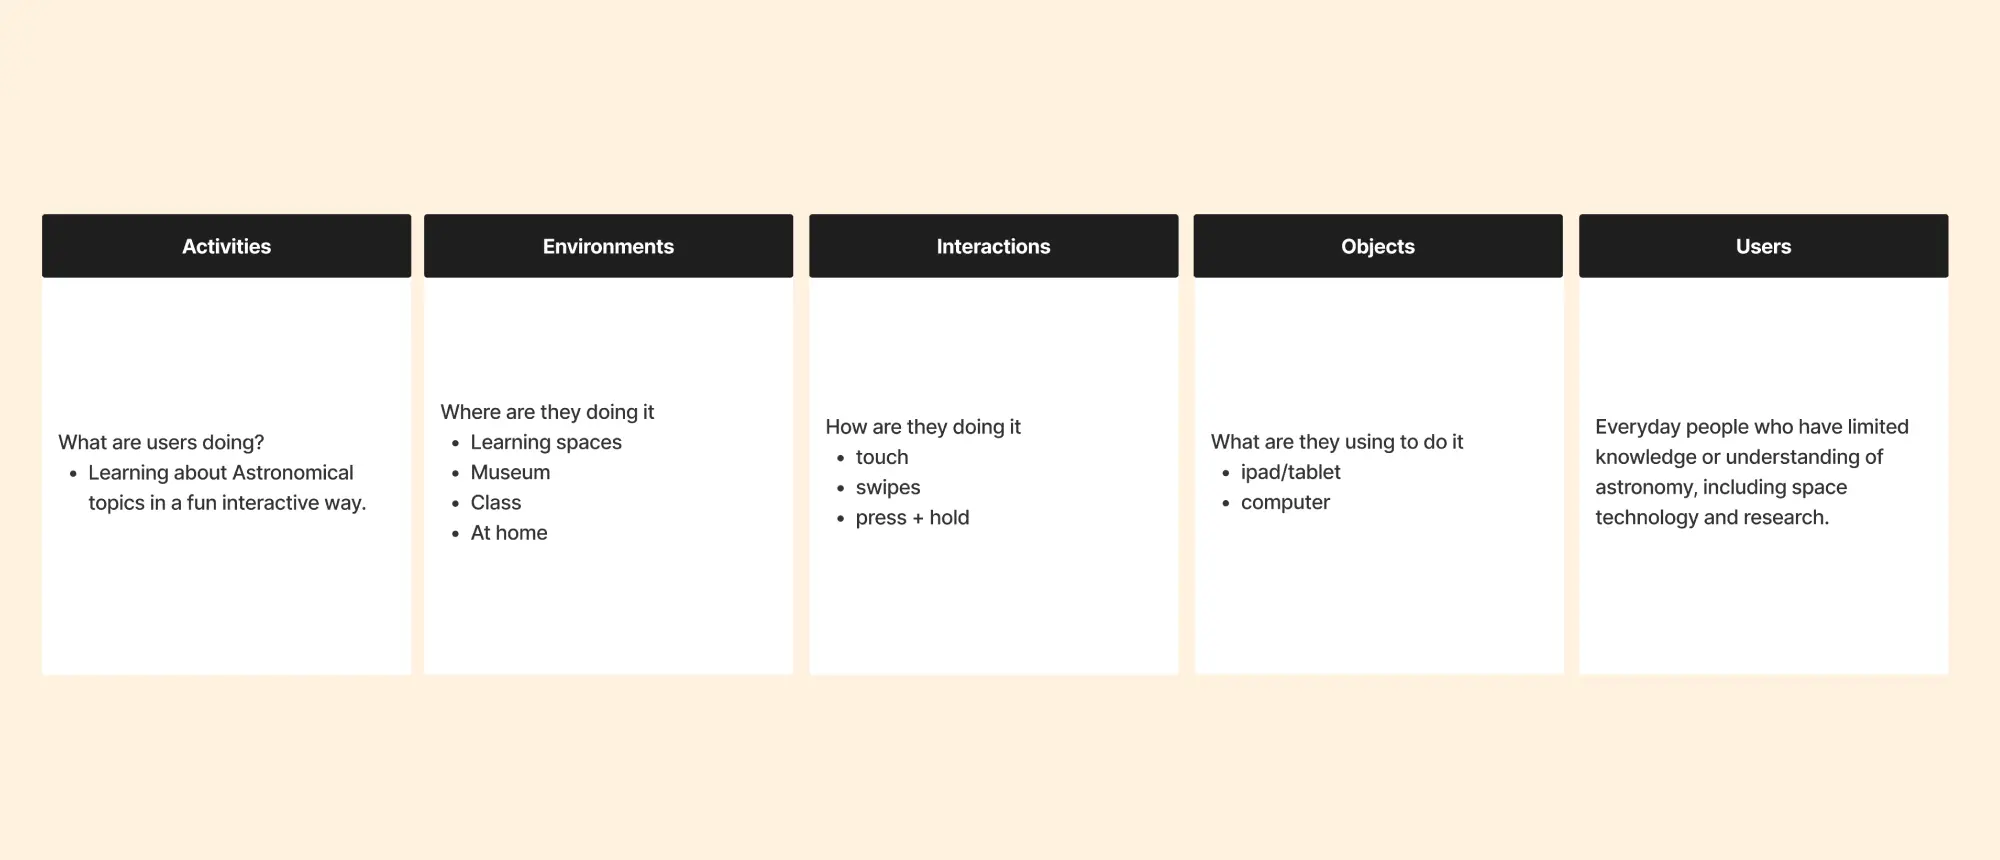 Activities
What are users doing?
• Learning about Astronomical
topics in a fun interactive way.
Environments
Where are they doing it
• Learning spaces
• Museum
• Class
• At home
Interactions
How are they doing it
• touch
• swipes
• press + hold
Objects
What are they using to do it
• ipad/tablet
• computer
Users
Everyday people who have limited
knowledge or understanding of
astronomy, including space
technology and research.